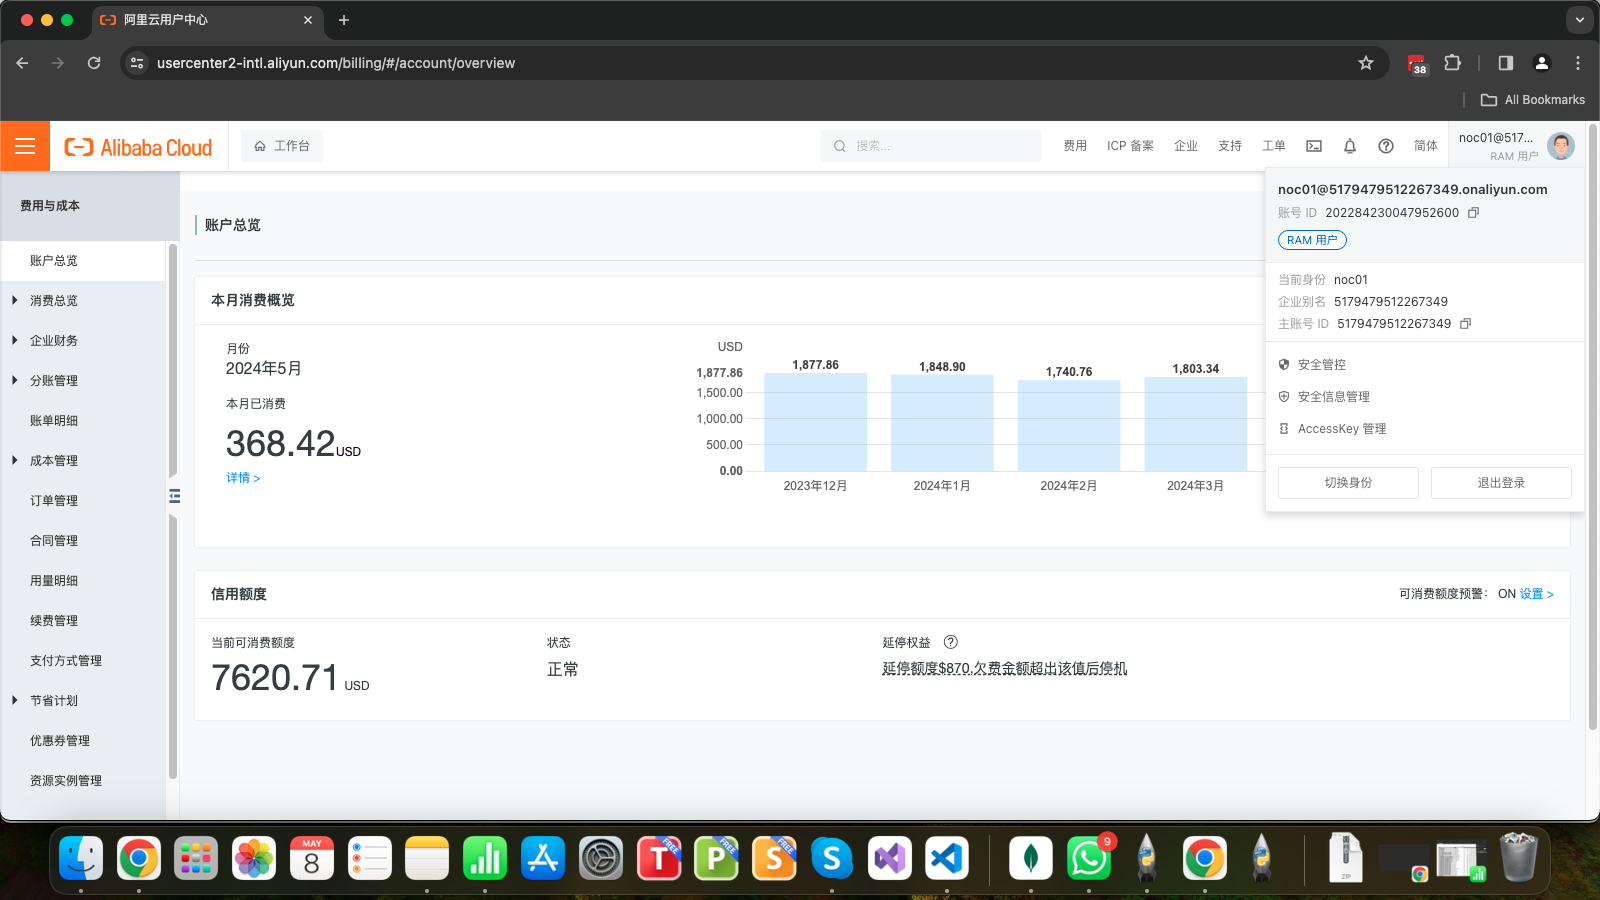 阿里云用户中心
usercenter2-intl.aliyun.com/billing/#/account/overview
38
All Bookmarks
Alibaba Cloud
工作台
搜索...
费用
ICP 备案
企业
支持
工单
简体
noc01@517...
RAM 用户
费用与成本
账户总览
消费总览
企业财务
分账管理
账单明细
成本管理
订单管理
合同管理
用量明细
续费管理
支付方式管理
节省计划
优惠券管理
资源实例管理
账户总览
本月消费概览
月份
2024年5月
本月已消费
368.42USD
详情 >
USD
1,877.86
1,500.00
1,000.00
500.00
0.00
1,877.86
1,848.90
1,740.76
1,803.34
2023年12月
2024年1月
2024年2月
2024年3月
noc01@5179479512267349.onaliyun.com
账号 ID 202284230047952600
RAM 用户
当前身份 noc01
企业别名 5179479512267349
主账号 ID 5179479512267349
安全管控
安全信息管理
AccessKey 管理
切换身份
退出登录
信用额度
可消费额度预警： ON 设置 >
当前可消费额度
7620.71 USD
状态
正常
延停权益
延停额度$870,欠费金额超出该值后停机
MAY
8
T FREE
P FREE
S FREE
9
ZIP